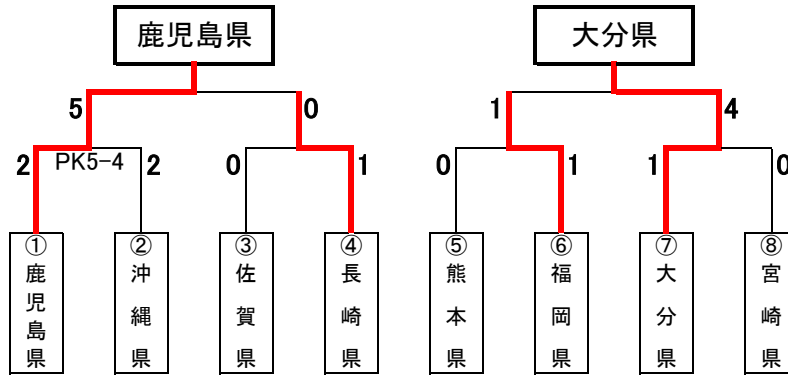 鹿児島県 大分県
5 0 1 4
2 PK5-4 2 0 1 0 1 1 0
① ② ③ ④ ⑤ ⑥ ⑦ ⑧
鹿児島県 沖縄県 佐賀県 長崎県 熊本県 福岡県 大分県 宮崎県